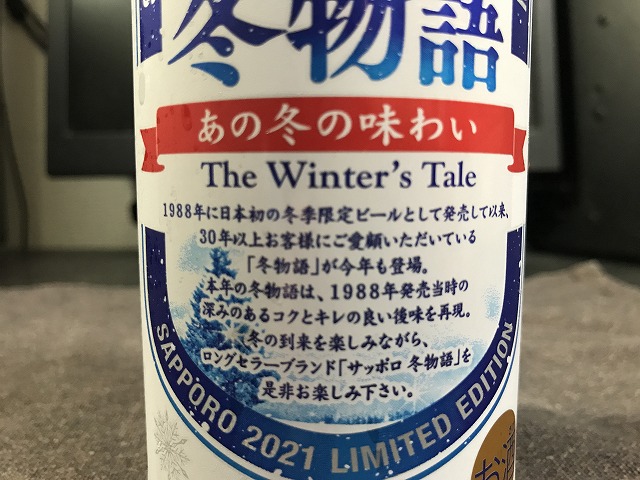 冬物語
あの冬の味わい
The Winter's Tale
1988年に日本初の冬季限定ビールとして発売して以来、
30年以上お客様にご愛顧いただいている
「冬物語」が今年も登場。
本年の冬物語は、1988年発売当時の
深みのあるコクとキレの良い後味を再現。
冬の到来を楽しみながら、
ロングセラーブランド「サッポロ 冬物語」を
是非お楽しみ下さい。
SAPPORO 2021 LIMITED EDITION
お酒